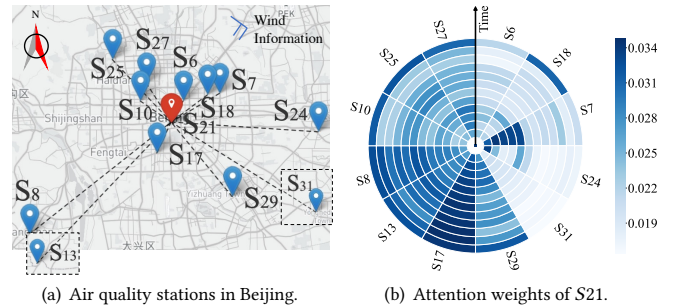 N
Wind
Information
PEK
S27
S6
S25
S7
Haidian
S10
S18
S24
Shijingshan
S21
S17
Fengtai
S8
S31
S29
S13
大兴区
(a) Air quality stations in Beijing.
Time
S27
S6
S25
S18
S10
S7
S8
S24
S13
S31
S17
S29
0.034
0.031
0.028
0.025
0.022
0.019
(b) Attention weights of S21.